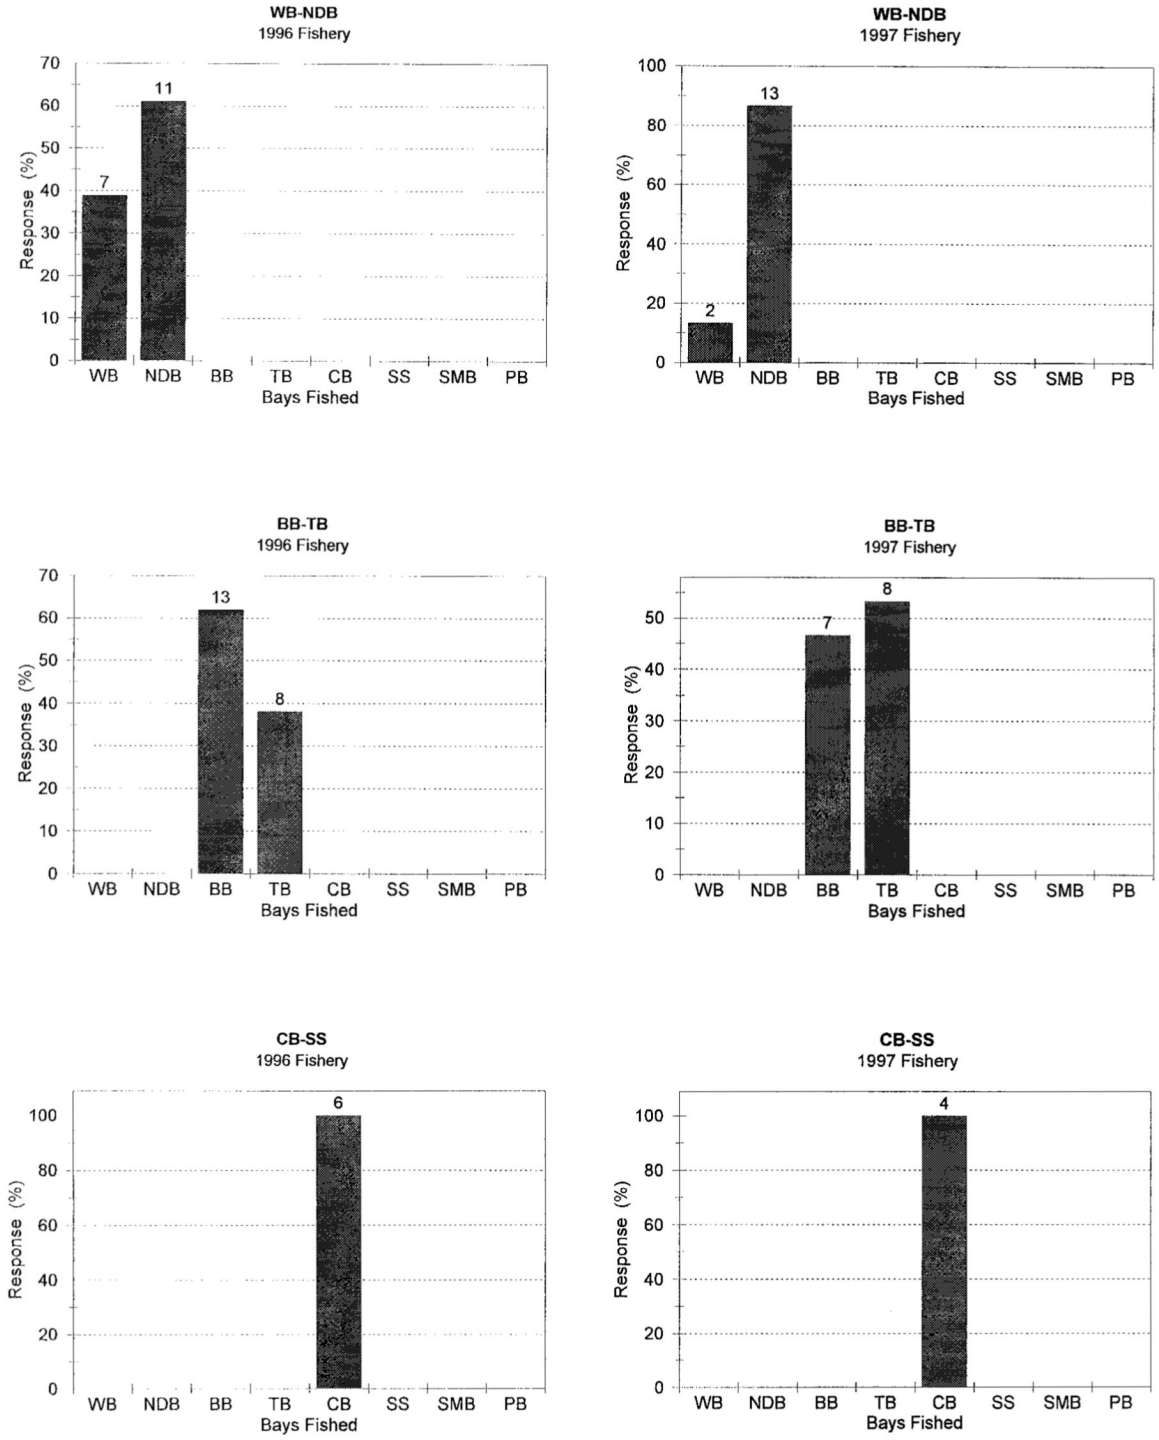 WB-NDB
1996 Fishery
70
60
50
40
30
20
10
0
Response (%)
7
11
WB NDB BB TB CB SS SMB PB
Bays Fished
WB-NDB
1997 Fishery
100
80
60
40
20
0
Response (%)
2
13
WB NDB BB TB CB SS SMB PB
Bays Fished
BB-TB
1996 Fishery
70
60
50
40
30
20
10
0
Response (%)
13
8
WB NDB BB TB CB SS SMB PB
Bays Fished
BB-TB
1997 Fishery
50
40
30
20
10
0
Response (%)
7
8
WB NDB BB TB CB SS SMB PB
Bays Fished
CB-SS
1996 Fishery
100
80
60
40
20
0
Response (%)
6
WB NDB BB TB CB SS SMB PB
Bays Fished
CB-SS
1997 Fishery
100
80
60
40
20
0
Response (%)
4
WB NDB BB TB CB SS SMB PB
Bays Fished